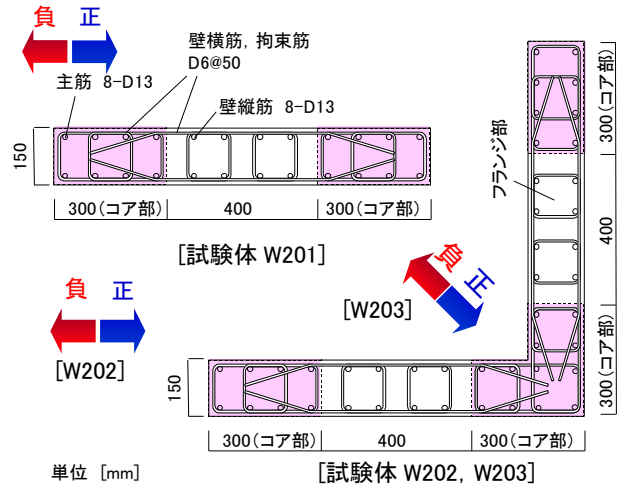 負 正
壁横筋, 拘束筋
D6@50
主筋 8-D13
壁縦筋 8-D13
150
300(コア部)
400
300(コア部)
[試験体 W201]
300(コア部)
フランジ部
400
300(コア部)
負 正
[W203]
負 正
[W202]
150
300(コア部)
400
300(コア部)
単位 [mm]
[試験体 W202, W203]